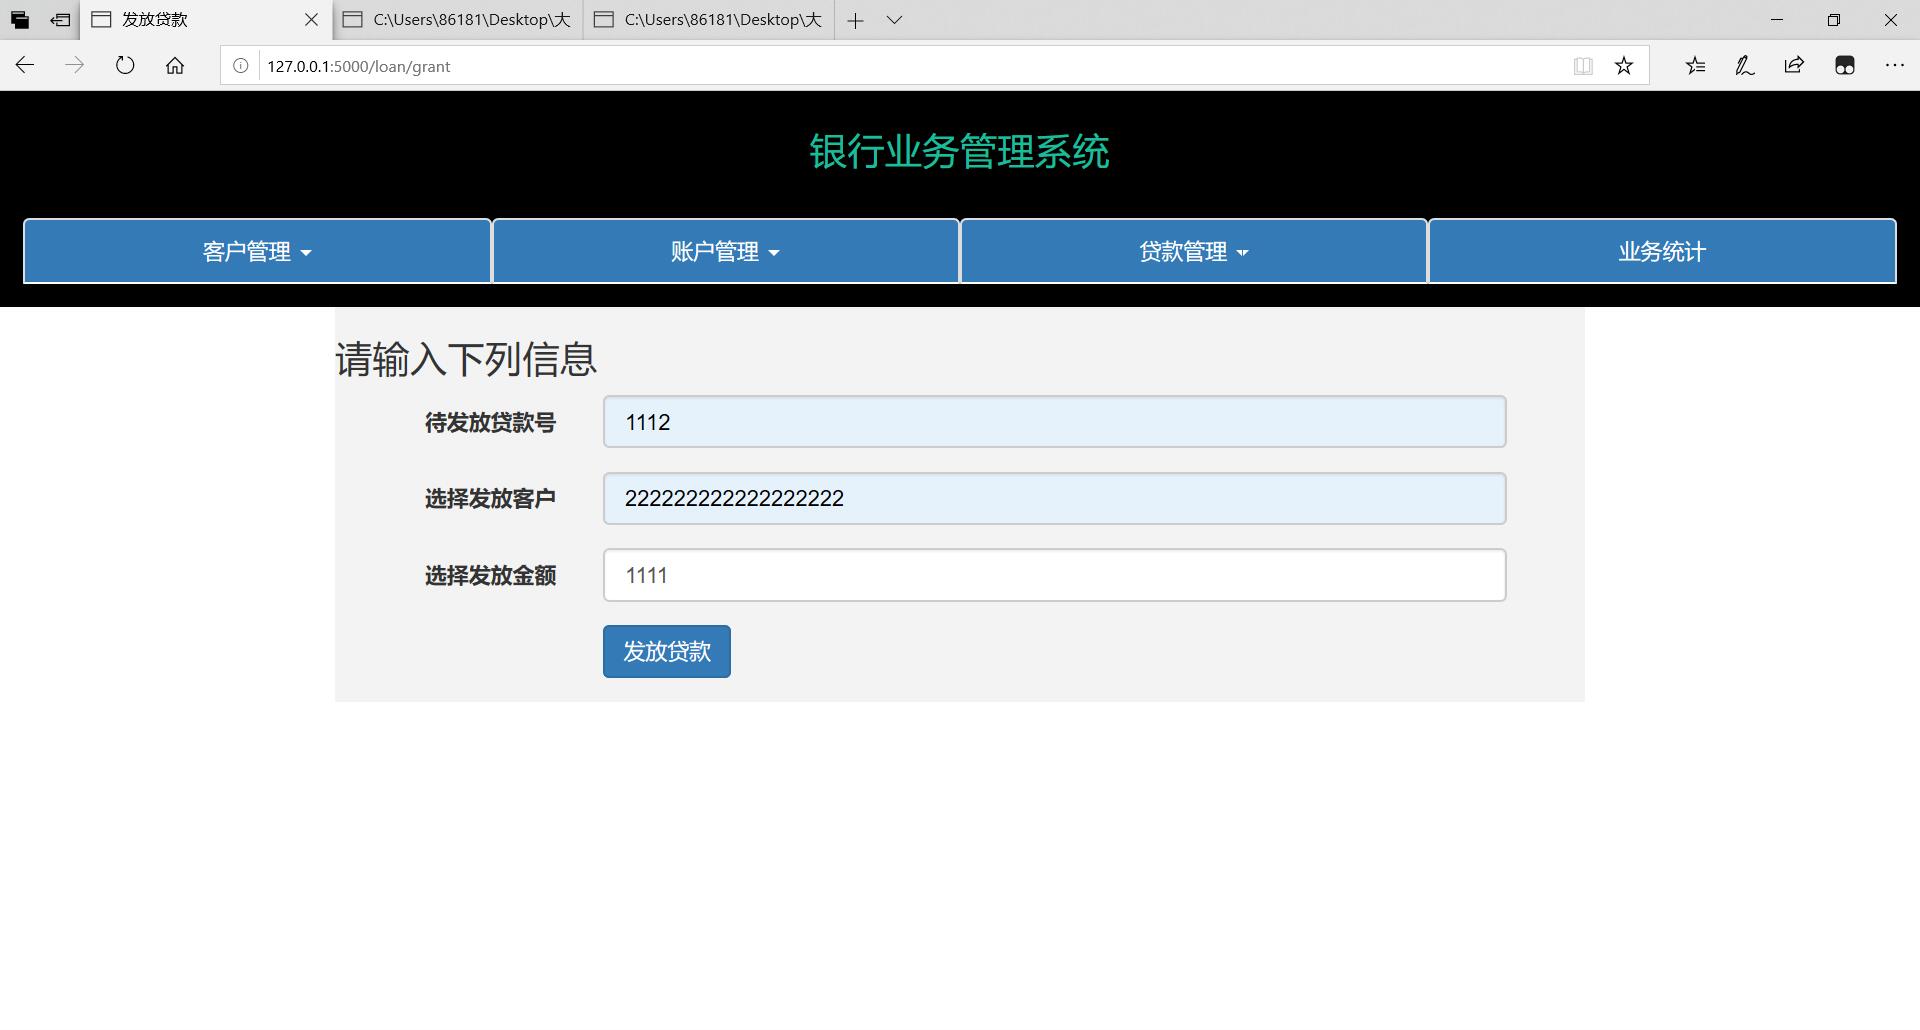 发放贷款
C:\Users\86181\Desktop\大
C:\Users\86181\Desktop\大
127.0.0.1:5000/loan/grant
银行业务管理系统
客户管理 账户管理 贷款管理 业务统计
请输入下列信息
待发放贷款号 1112
选择发放客户 222222222222222222
选择发放金额 1111
发放贷款